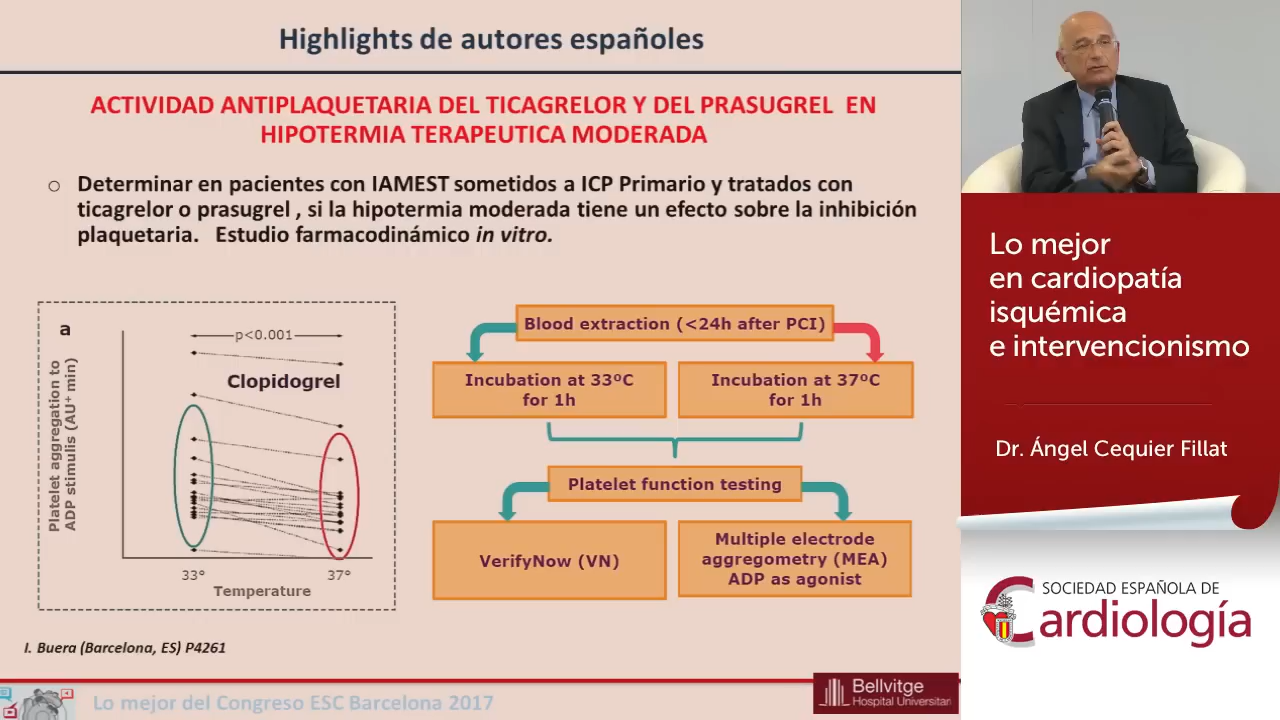 Highlights de autores españoles
ACTIVIDAD ANTIPLAQUETARIA DEL TICAGRELOR Y DEL PRASUGREL EN
HIPOTERMIA TERAPEUTICA MODERADA
o Determinar en pacientes con IAMEST sometidos a ICP Primario y tratados con
ticagrelor o prasugrel , si la hipotermia moderada tiene un efecto sobre la inhibición
plaquetaria. Estudio farmacodinámico in vitro.
a
p<0.001
Clopidogrel
Platelet aggregation to
ADP stimulis (AU* min)
33º
37º
Temperature
Blood extraction (<24h after PCI)
Incubation at 33ºC
for 1h
Incubation at 37ºC
for 1h
Platelet function testing
VerifyNow (VN)
Multiple electrode
aggregometry (MEA)
ADP as agonist
I. Buera (Barcelona, ES) P4261
Lo mejor del Congreso ESC Barcelona 2017
Bellvitge
Hospital Universitari
Lo mejor
en cardiopatía
isquémica
e intervencionismo
Dr. Ángel Cequier Fillat
SOCIEDAD ESPAÑOLA DE
Cardiología